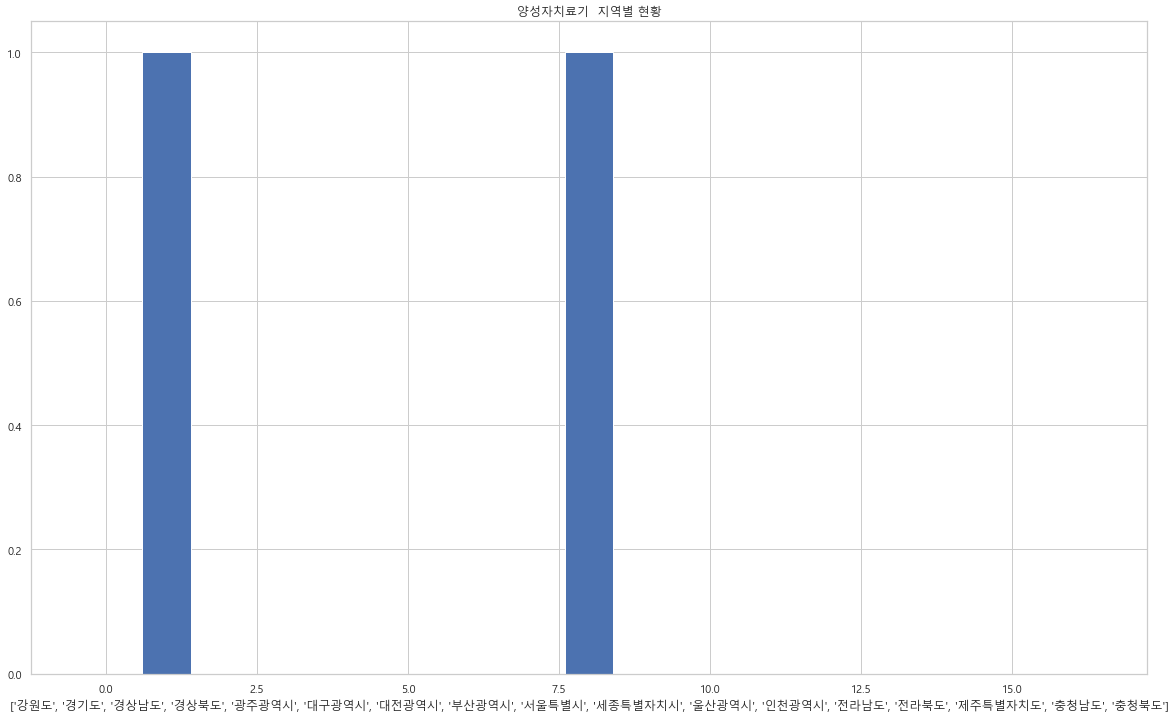 양성자치료기 지역별 현황
1.0
0.8
0.6
0.4
0.2
0.0
0.0 2.5 5.0 7.5 10.0 12.5 15.0
['강원도', '경기도', '경상남도', '경상북도', '광주광역시', '대구광역시', '대전광역시', '부산광역시', '서울특별시', '세종특별자치시', '울산광역시', '인천광역시', '전라남도', '전라북도', '제주특별자치도', '충청남도', '충청북도']